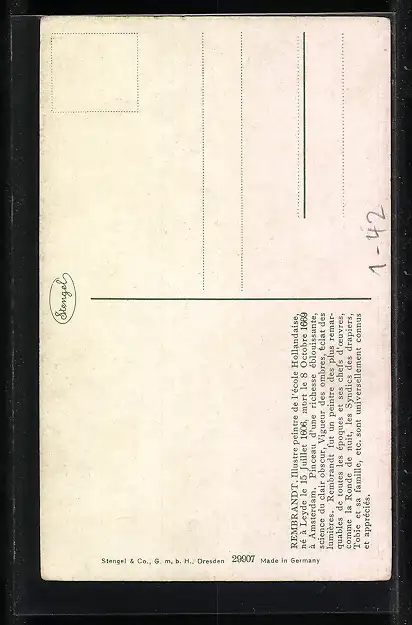 REMBRANDT. Illustre peintre de l'école Hollandaise,
né à Leyde le 15 Juillet 1606, mort le 8 Octobre 1669
à Amsterdam. Pinceau d'une richesse éblouissante,
science du clair obscur, Vigueur des ombres, éclat des
lumières. Rembrandt fut un peintre des plus remar-
quables de toutes les époques et ses chefs d'œuvres,
comme la Ronde de nuit, les Syndics des drapiers,
Tobie et sa famille, etc. sont universellement connus
et appréciés.
Stengel
Stengel & Co., G. m. b. H., Dresden 29907 Made in Germany
1-42